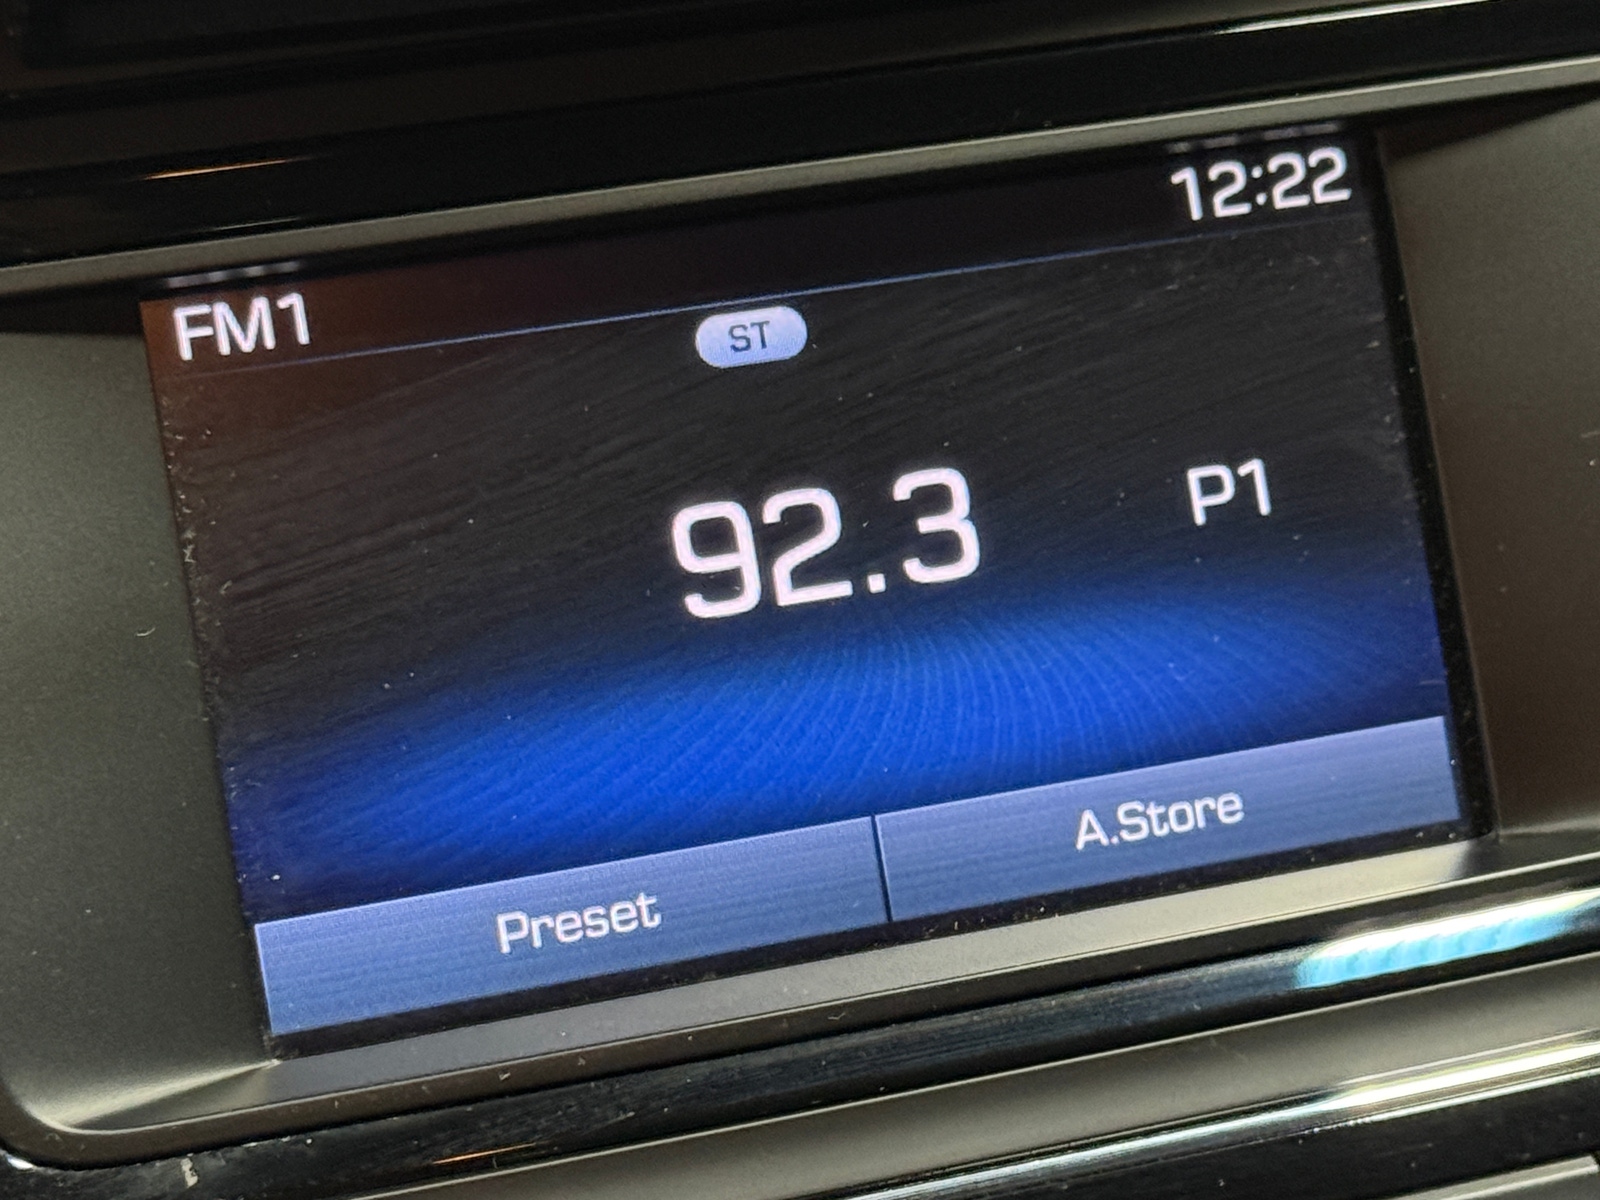 12:22
FM1
ST
92.3
P1
Preset
A.Store